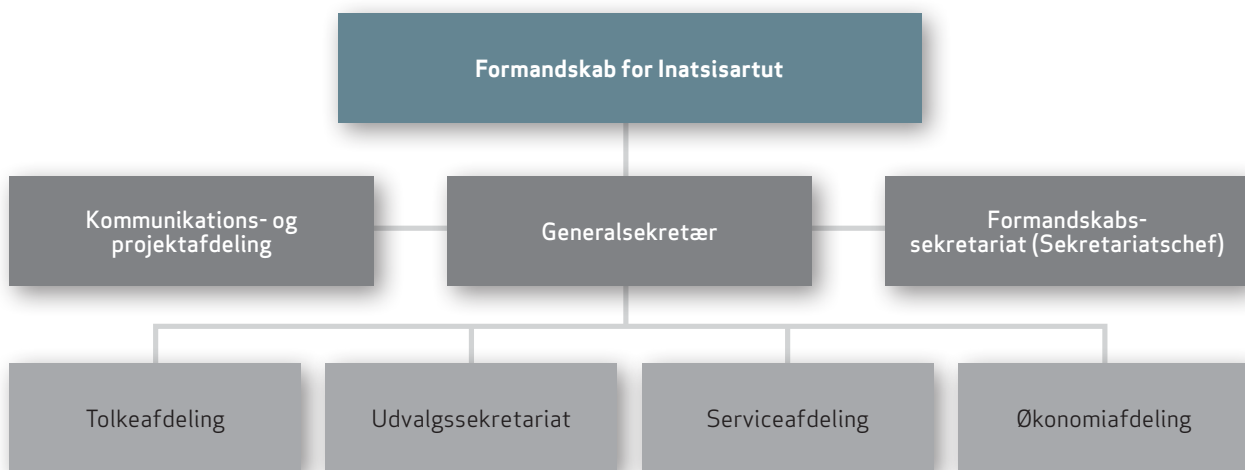 Formandskab for Inatsisartut
Kommunikations- og
projektafdeling
Generalsekretær
Formandskabs-
sekretariat (Sekretariatschef)
Tolkeafdeling
Udvalgssekretariat
Serviceafdeling
Økonomiafdeling